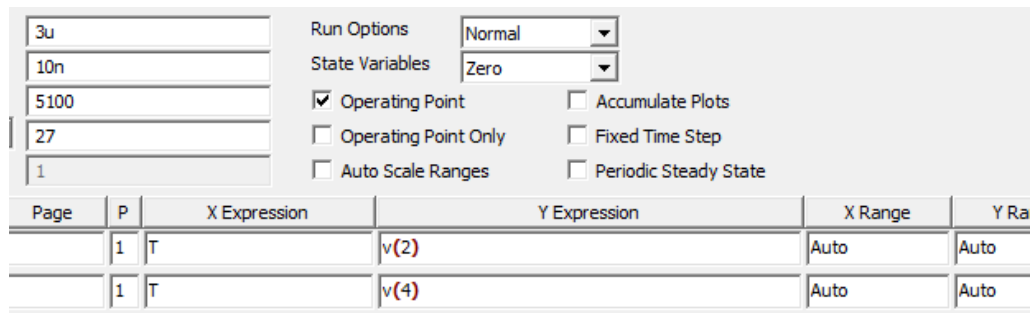 3u Run Options Normal
10n State Variables Zero
5100 Operating Point Accumulate Plots
27 Operating Point Only Fixed Time Step
1 Auto Scale Ranges Periodic Steady State
Page P X Expression Y Expression X Range Y Ra
1 T v(2) Auto Auto
1 T v(4) Auto Auto